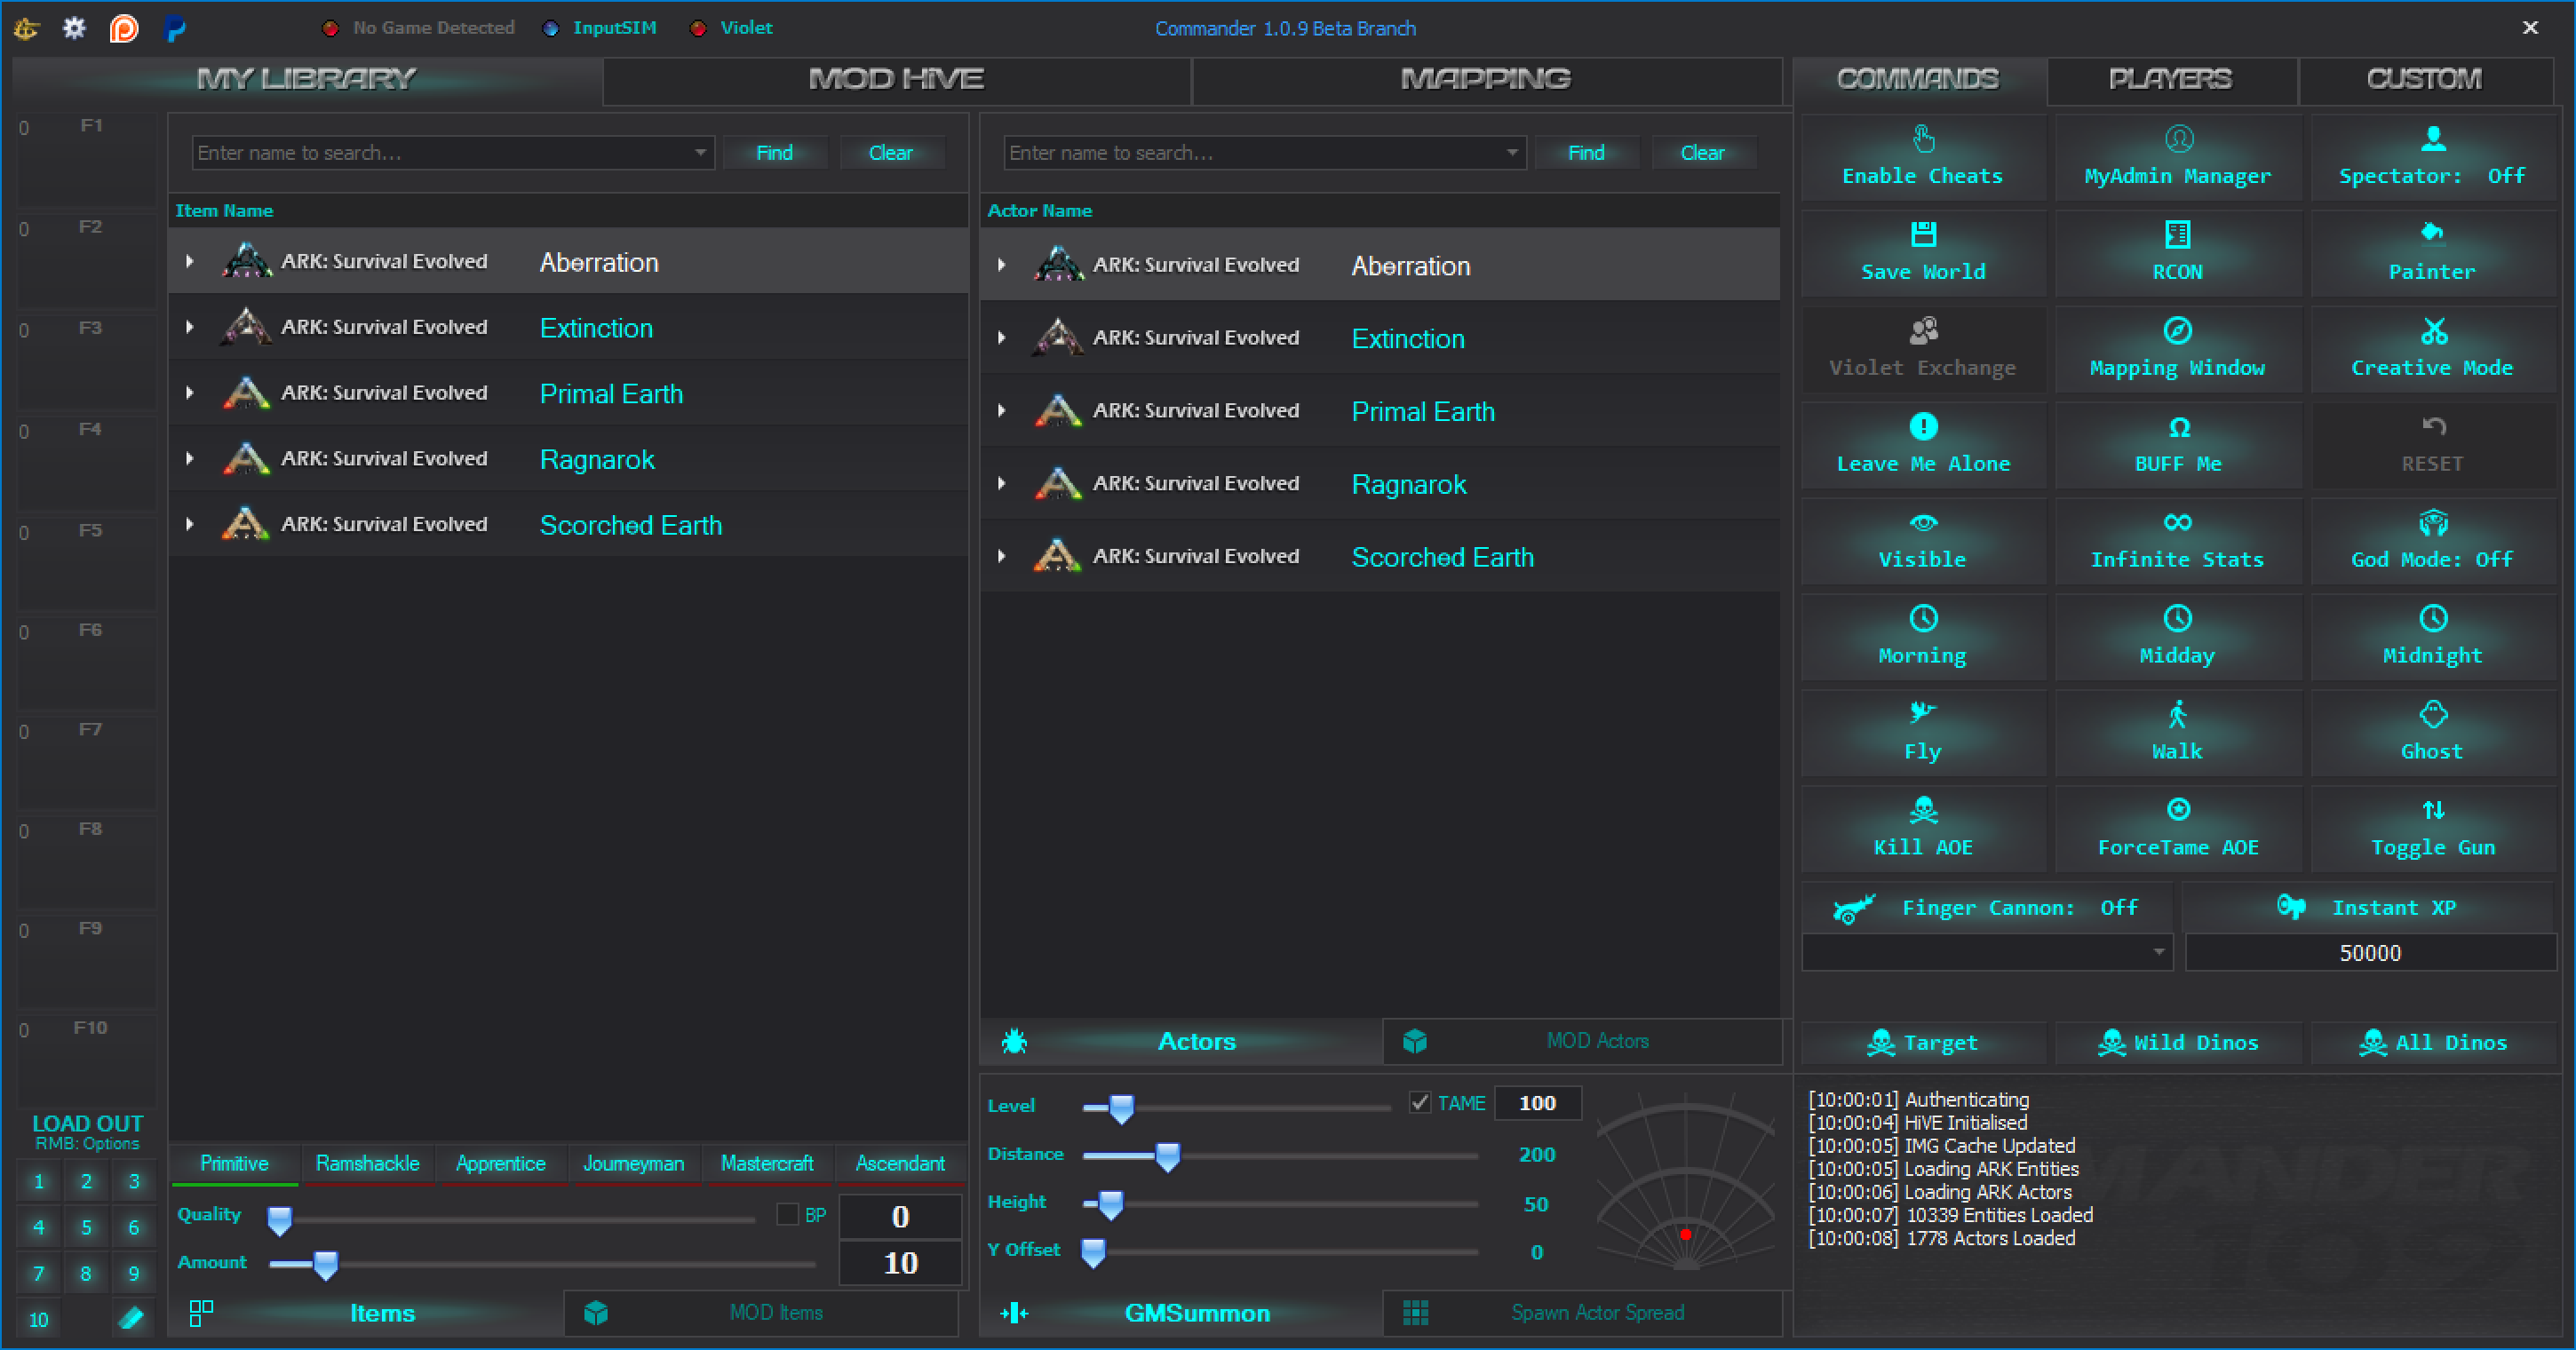 No Game Detected InputSIM Violet Commander 1.0.9 Beta Branch
MY LIBRARY MOD HiVE MAPPING COMMANDS PLAYERS CUSTOM
0 F1
0 F2
0 F3
0 F4
0 F5
0 F6
0 F7
0 F8
0 F9
0 F10
LOAD OUT
RMB: Options
1 2 3
4 5 6
7 8 9
10
Enter name to search... Find Clear
Item Name
ARK: Survival Evolved Aberration
ARK: Survival Evolved Extinction
ARK: Survival Evolved Primal Earth
ARK: Survival Evolved Ragnarok
ARK: Survival Evolved Scorched Earth
Primitive Ramshackle Apprentice Journeyman Mastercraft Ascendant
Quality BP 0
Amount 10
Items MOD Items
Enter name to search... Find Clear
Actor Name
ARK: Survival Evolved Aberration
ARK: Survival Evolved Extinction
ARK: Survival Evolved Primal Earth
ARK: Survival Evolved Ragnarok
ARK: Survival Evolved Scorched Earth
Actors MOD Actors
Level TAME 100
Distance 200
Height 50
Y Offset 0
GMSummon Spawn Actor Spread
Enable Cheats MyAdmin Manager Spectator: Off
Save World RCON Painter
Violet Exchange Mapping Window Creative Mode
Leave Me Alone BUFF Me RESET
Visible Infinite Stats God Mode: Off
Morning Midday Midnight
Fly Walk Ghost
Kill AOE ForceTame AOE Toggle Gun
Finger Cannon: Off Instant XP
50000
Target Wild Dinos All Dinos
[10:00:01] Authenticating
[10:00:04] HiVE Initialised
[10:00:05] IMG Cache Updated
[10:00:05] Loading ARK Entities
[10:00:06] Loading ARK Actors
[10:00:07] 10339 Entities Loaded
[10:00:08] 1778 Actors Loaded